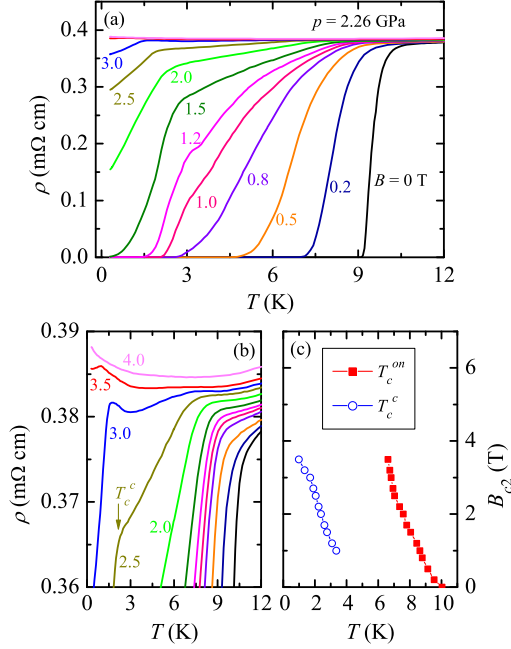 (a)
p = 2.26 GPa
0.4
0.3
0.2
0.1
0.0
ρ (mΩ cm)
3.0
2.5
2.0
1.5
1.2
1.0
0.8
0.5
0.2
B = 0 T
0 3 6 9 12
T (K)
(b)
0.39
0.38
0.37
0.36
ρ (mΩ cm)
4.0
3.5
3.0
T_c^c
2.5
2.0
0 3 6 9 12
T (K)
(c)
T_c^on
T_c^c
6
4
2
0
B_c2 (T)
0 2 4 6 8 10
T (K)